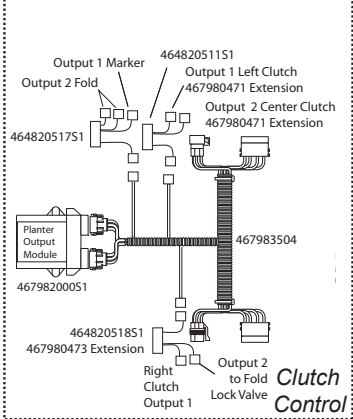 464820511S1
Output 1 Marker
Output 1 Left Clutch
467980471 Extension
Output 2 Fold
Output 2 Center Clutch
467980471 Extension
464820517S1
Planter
Output
Module
467983504
467982000S1
464820518S1
467980473 Extension
Right
Clutch
Output 1
Output 2
to Fold
Lock Valve
Clutch
Control